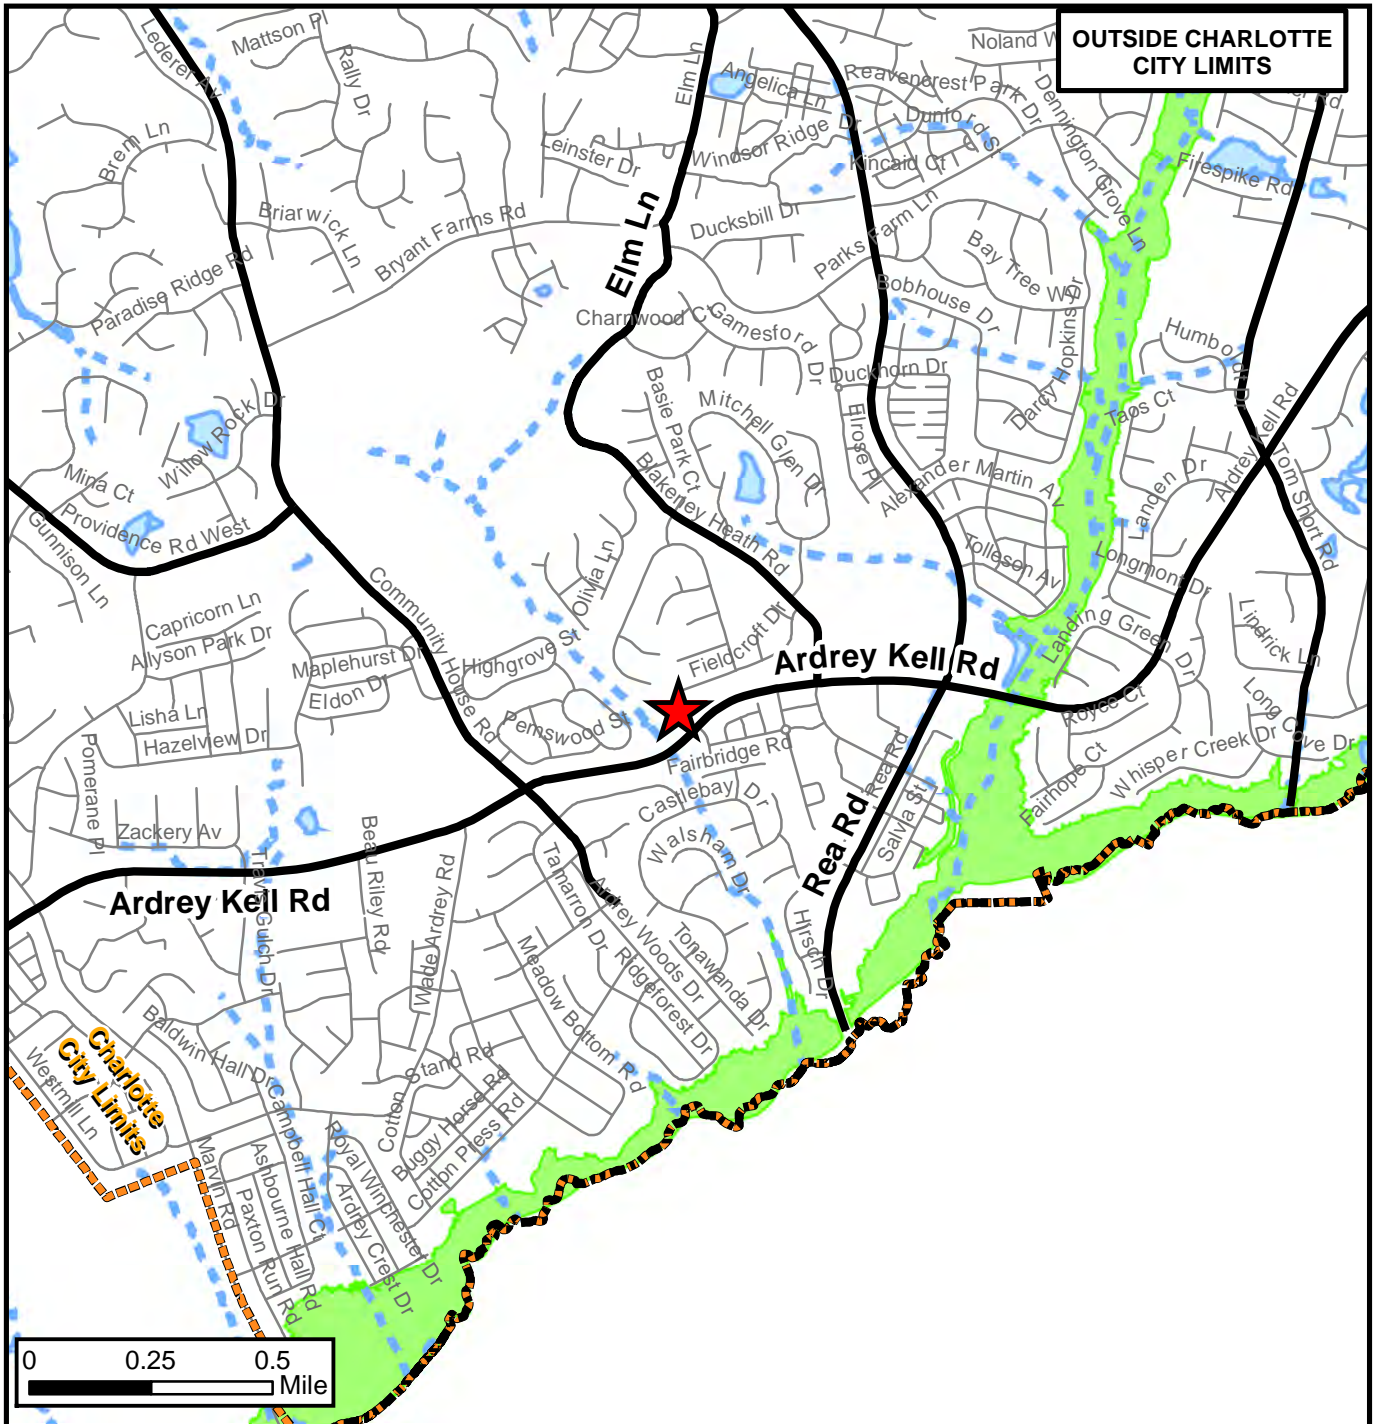 OUTSIDE CHARLOTTE
CITY LIMITS
Mattson Pl
Lederer Av
Rally Dr
Elm Ln
Angelica Ln
Reavencrest Park Dr
Dennington Grove Ln
Dunford St
Windsor Ridge Dr
Kincaid Ct
Brem Ln
Leinster Dr
Firespike Rd
Briarwick Ln
Bryant Farms Rd
Elm Ln
Ducksbill Dr
Parks Farm Ln
Bay Tree Wy
Paradise Ridge Rd
Bobhouse Dr
Darcy Hopkins Dr
Charnwood C
Gamesford Dr
Humboldt Dr
Duckhorn Dr
Basie Park Ct
Mitchell Glen Dr
Elrose Pl
Taos Ct
Ardrey Kell Rd
Willow Rock Dr
Mina Ct
Blakeney Heath Rd
Alexander Martin Av
Landen Dr
Tom Short Rd
Providence Rd West
Gunnison Ln
Tolleson Av
Longmont Dr
Olivia Ln
Community House Rd
Capricorn Ln
Allyson Park Dr
Maplehurst Dr
Eldon Dr
Highgrove St
Fieldcroft Dr
Ardrey Kell Rd
Landing Green Dr
Lindrick Ln
Lisha Ln
Hazelview Dr
Pemswood St
Royce Ct
Long Cove Dr
Pomerane Pl
Fairbridge Rd
Rea Rd
Fairhope Ct
Whisper Creek Dr
Castlebay Dr
Salvia St
Zackery Av
Beau Riley Rd
Walsham Dr
Rea Rd
Travis Gulch Dr
Ardrey Kell Rd
Wade Ardrey Rd
Tamarron Dr
Ardrey Woods Dr
Hirsch Dr
Tonawanda Dr
Ridgeforest Dr
Meadow Bottom Rd
Baldwin Hall Dr
Charlotte
City Limits
Westmill Ln
Cotton Stand Rd
Buggy Horse Rd
Cotton Press Rd
Campbell Hall Ct
Royal Winchester Dr
Marvin Rd
Ashbourne Hall Rd
Paxton Run Rd
Ardrey Crest Dr
0 0.25 0.5
Mile